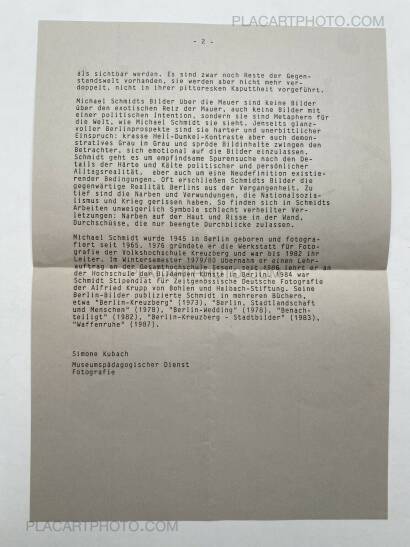 PLACARTPHOTO.COM
- 2 -
als sichtbar werden. Es sind zwar noch Reste der Gegen-
standswelt vorhanden, sie werden aber nicht mehr ver-
doppelt, nicht in ihrer pittoresken Kaputtheit vorgeführt.
Michael Schmidts Bilder über die Mauer sind keine Bilder
über den exotischen Reiz der Mauer, auch keine Bilder mit
einer politischen Intention, sondern sie sind Metaphern für
die Welt, wie Michael Schmidt sie sieht. Jenseits glanz-
voller Berlinprospekte sind sie harter und unerbittlicher
Einspruch: krasse Hell-Dunkel-Kontraste aber auch demon-
stratives Grau in Grau und spröde Bildinhalte zwingen den
Betrachter, sich emotional auf die Bilder einzulassen.
Schmidt geht es um empfindsame Spurensuche nach den De-
tails der Härte und Kälte politischer und persönlicher
Alltagsrealität, aber auch um eine Neudefinition existie-
render Bedingungen. Oft erschließen Schmidts Bilder die
gegenwärtige Realität Berlins aus der Vergangenheit. Zu
tief sind die Narben und Verwundungen, die Nationalsozia-
lismus und Krieg gerissen haben. So finden sich in Schmidts
Arbeiten unweigerlich Symbole schlecht verheilter Ver-
letzungen: Narben auf der Haut und Risse in der Wand,
Durchschüsse, die nur beengte Durchblicke zulassen.
Michael Schmidt wurde 1945 in Berlin geboren und fotogra-
fiert seit 1965. 1976 gründete er die Werkstatt für Foto-
grafie der Volkshochschule Kreuzberg und war bis 1982 ihr
Leiter. Im Wintersemester 1979/80 übernahm er einen Lehr-
auftrag an der Gesamthochschule Essen, seit 1986 lehrt er an
der Hochschule der Bildenden Künste in Berlin. 1984 war
Schmidt Stipendiat für Zeitgenössische Deutsche Fotografie
der Alfried Krupp von Bohlen und Halbach-Stiftung. Seine
Berlin-Bilder publizierte Schmidt in mehreren Büchern,
etwa "Berlin-Kreuzberg" (1973), "Berlin, Stadtlandschaft
und Menschen" (1978), "Berlin-Wedding" (1978), "Benach-
teiligt" (1982), "Berlin-Kreuzberg - Stadtbilder" (1983),
"Waffenruhe" (1987).
Simone Kubach
Museumspädagogischer Dienst
Fotografie
PLACARTPHOTO.COM